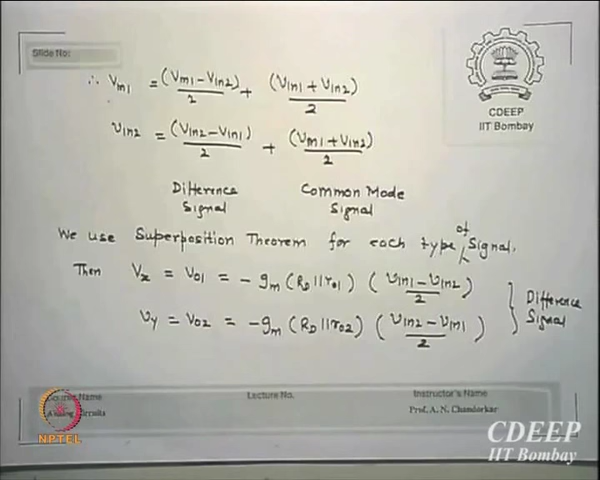 Slide No:
CDEEP
IIT Bombay
∴ Vin1 = (Vin1 - Vin2)/2 + (Vin1 + Vin2)/2
Vin2 = (Vin2 - Vin1)/2 + (Vin1 + Vin2)/2
Difference Signal
Common Mode Signal
We use Superposition Theorem for each type of Signal.
Then Vx = Vo1 = - gm (RD || ro1) (Vin1 - Vin2)/2
Vy = Vo2 = -gm (RD || ro2) (Vin2 - Vin1)/2
} Difference Signal
Name
Lecture No.
Instructor's Name
Prof. A. N. Chandorkar
NPTEL
CDEEP
IIT Bombay